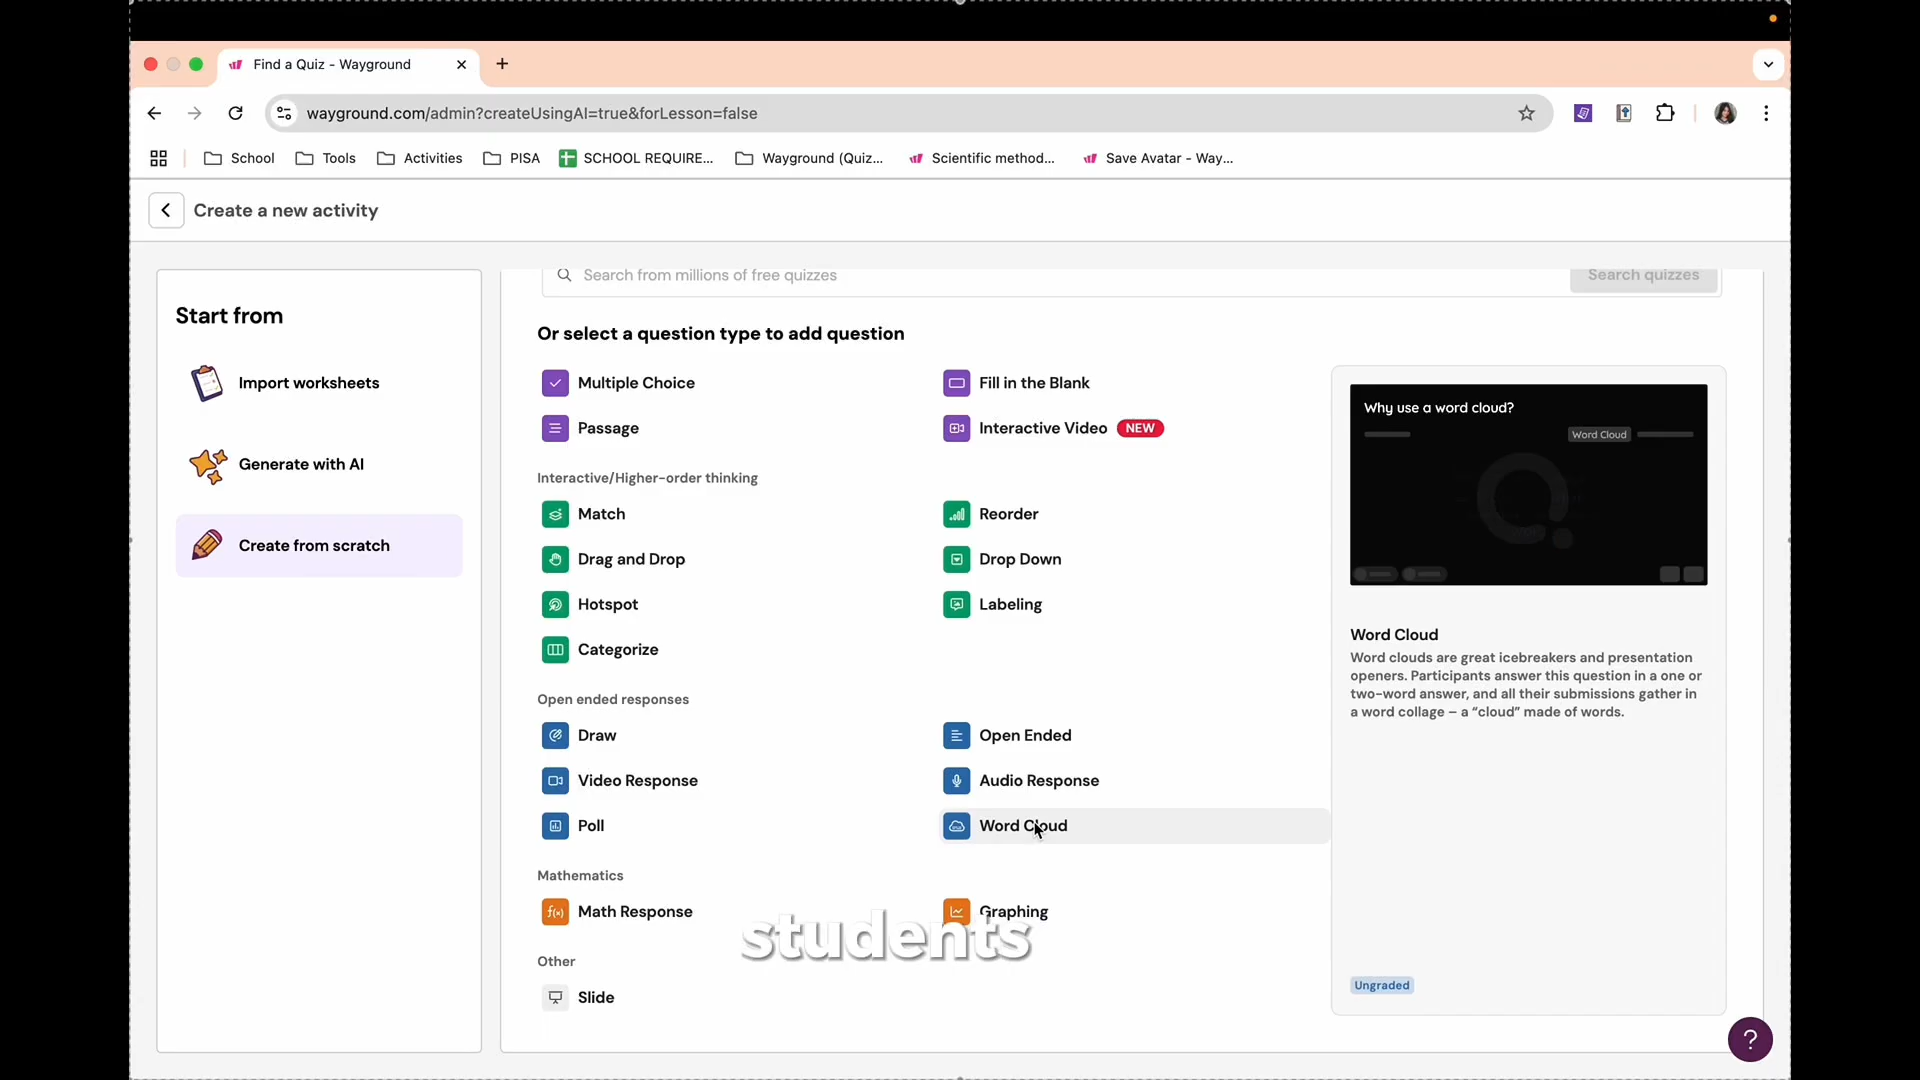 Find a Quiz - Wayground
wayground.com/admin?createUsingAI=true&forLesson=false
School
Tools
Activities
PISA
SCHOOL REQUIRE...
Wayground (Quiz...
Scientific method...
Save Avatar - Way...
Create a new activity
Start from
Import worksheets
Generate with AI
Create from scratch
Search from millions of free quizzes
Search quizzes
Or select a question type to add question
Multiple Choice
Fill in the Blank
Passage
Interactive Video NEW
Interactive/Higher-order thinking
Match
Reorder
Drag and Drop
Drop Down
Hotspot
Labeling
Categorize
Open ended responses
Draw
Open Ended
Video Response
Audio Response
Poll
Word Cloud
Mathematics
f(x) Math Response
Graphing
students
Other
Slide
Why use a word cloud?
Word Cloud
Word Cloud
Word clouds are great icebreakers and presentation
openers. Participants answer this question in a one or
two-word answer, and all their submissions gather in
a word collage – a “cloud” made of words.
Ungraded
?